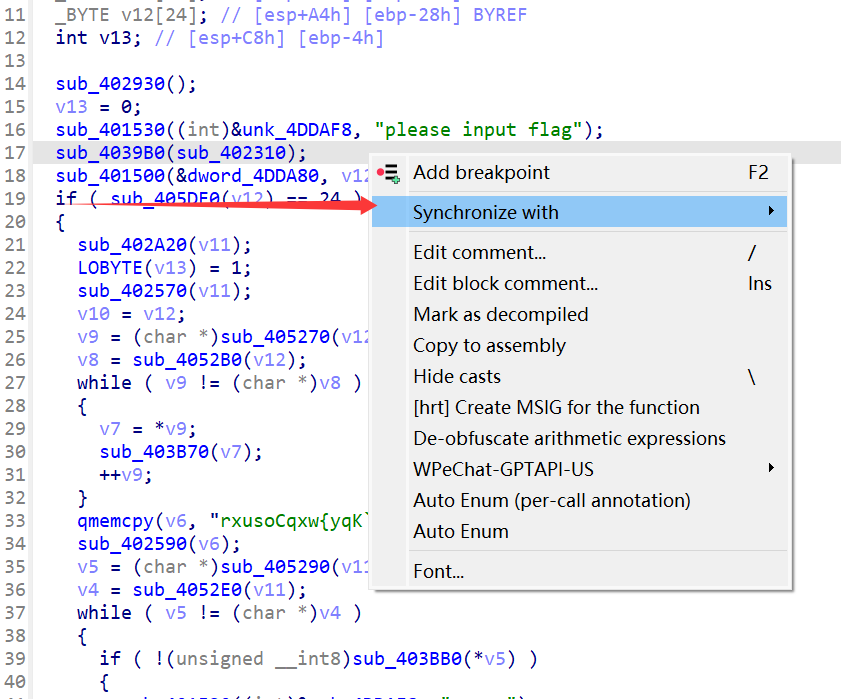 11 _BYTE v12[24]; // [esp+A4h] [ebp-28h] BYREF
12 int v13; // [esp+C8h] [ebp-4h]
13
14 sub_402930();
15 v13 = 0;
16 sub_401530((int)&unk_4DDAF8, "please input flag");
17 sub_4039B0(sub_402310);
18 sub_401500(&dword_4DDA80, v12
19 if ( sub_405DF0(v12) == 24 )
20 {
21 sub_402A20(v11);
22 LOBYTE(v13) = 1;
23 sub_402570(v11);
24 v10 = v12;
25 v9 = (char *)sub_405270(v12
26 v8 = sub_4052B0(v12);
27 while ( v9 != (char *)v8 )
28 {
29 v7 = *v9;
30 sub_403B70(v7);
31 ++v9;
32 }
33 qmemcpy(v6, "rxusoCqxw{yqK`
34 sub_402590(v6);
35 v5 = (char *)sub_405290(v11
36 v4 = sub_4052E0(v11);
37 while ( v5 != (char *)v4 )
38 {
39 if ( !(unsigned __int8)sub_403BB0(*v5) )
40 {
Add breakpoint F2
Synchronize with
Edit comment... /
Edit block comment... Ins
Mark as decompiled
Copy to assembly
Hide casts \
[hrt] Create MSIG for the function
De-obfuscate arithmetic expressions
WPeChat-GPTAPI-US
Auto Enum (per-call annotation)
Auto Enum
Font...